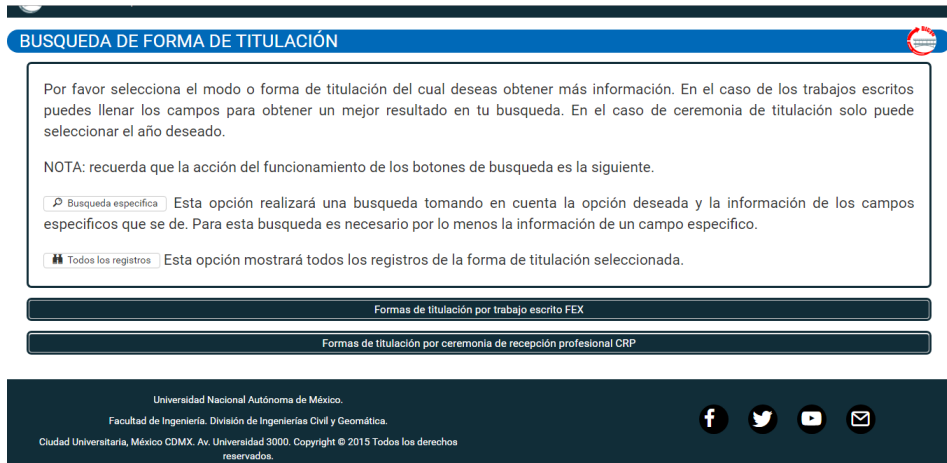 BUSQUEDA DE FORMA DE TITULACIÓN
Por favor selecciona el modo o forma de titulación del cual deseas obtener más información. En el caso de los trabajos escritos
puedes llenar los campos para obtener un mejor resultado en tu busqueda. En el caso de ceremonia de titulación solo puede
seleccionar el año deseado.
NOTA: recuerda que la acción del funcionamiento de los botones de busqueda es la siguiente.
Busqueda especifica Esta opción realizará una busqueda tomando en cuenta la opción deseada y la información de los campos
especificos que se de. Para esta busqueda es necesario por lo menos la información de un campo especifico.
Todos los registros Esta opción mostrará todos los registros de la forma de titulación seleccionada.
Formas de titulación por trabajo escrito FEX
Formas de titulación por ceremonia de recepción profesional CRP
Universidad Nacional Autónoma de México.
Facultad de Ingeniería. División de Ingenierías Civil y Geomática.
Ciudad Universitaria, México CDMX. Av. Universidad 3000. Copyright © 2015 Todos los derechos
reservados.